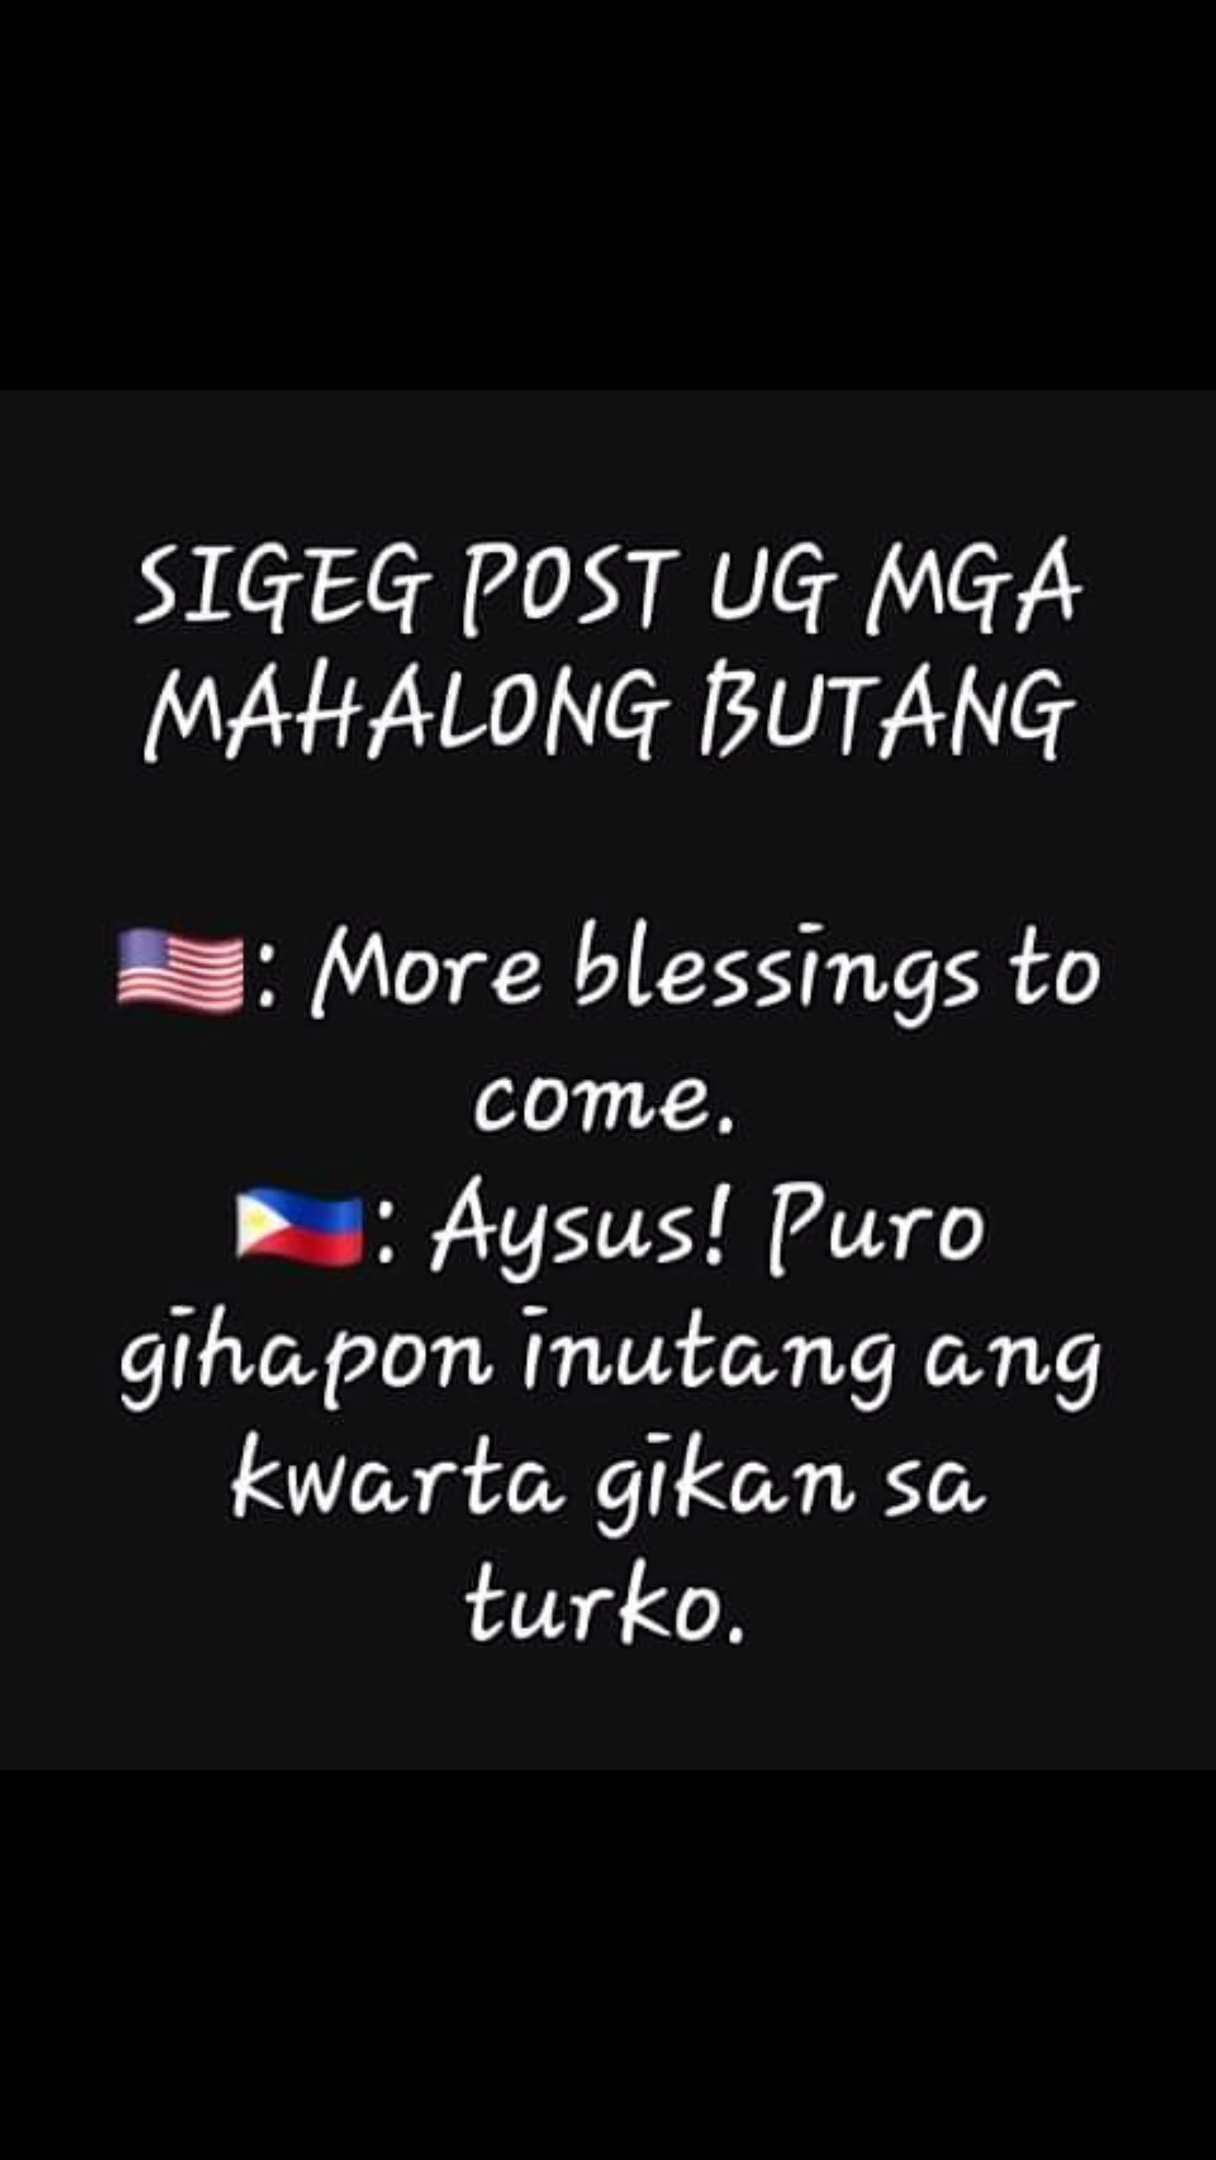 SIGEG POST UG MGA
MAHALONG BUTANG
🇺🇸: More blessings to
come.
🇵🇭: Aysus! Puro
gihapon inutang ang
kwarta gikan sa
turko.